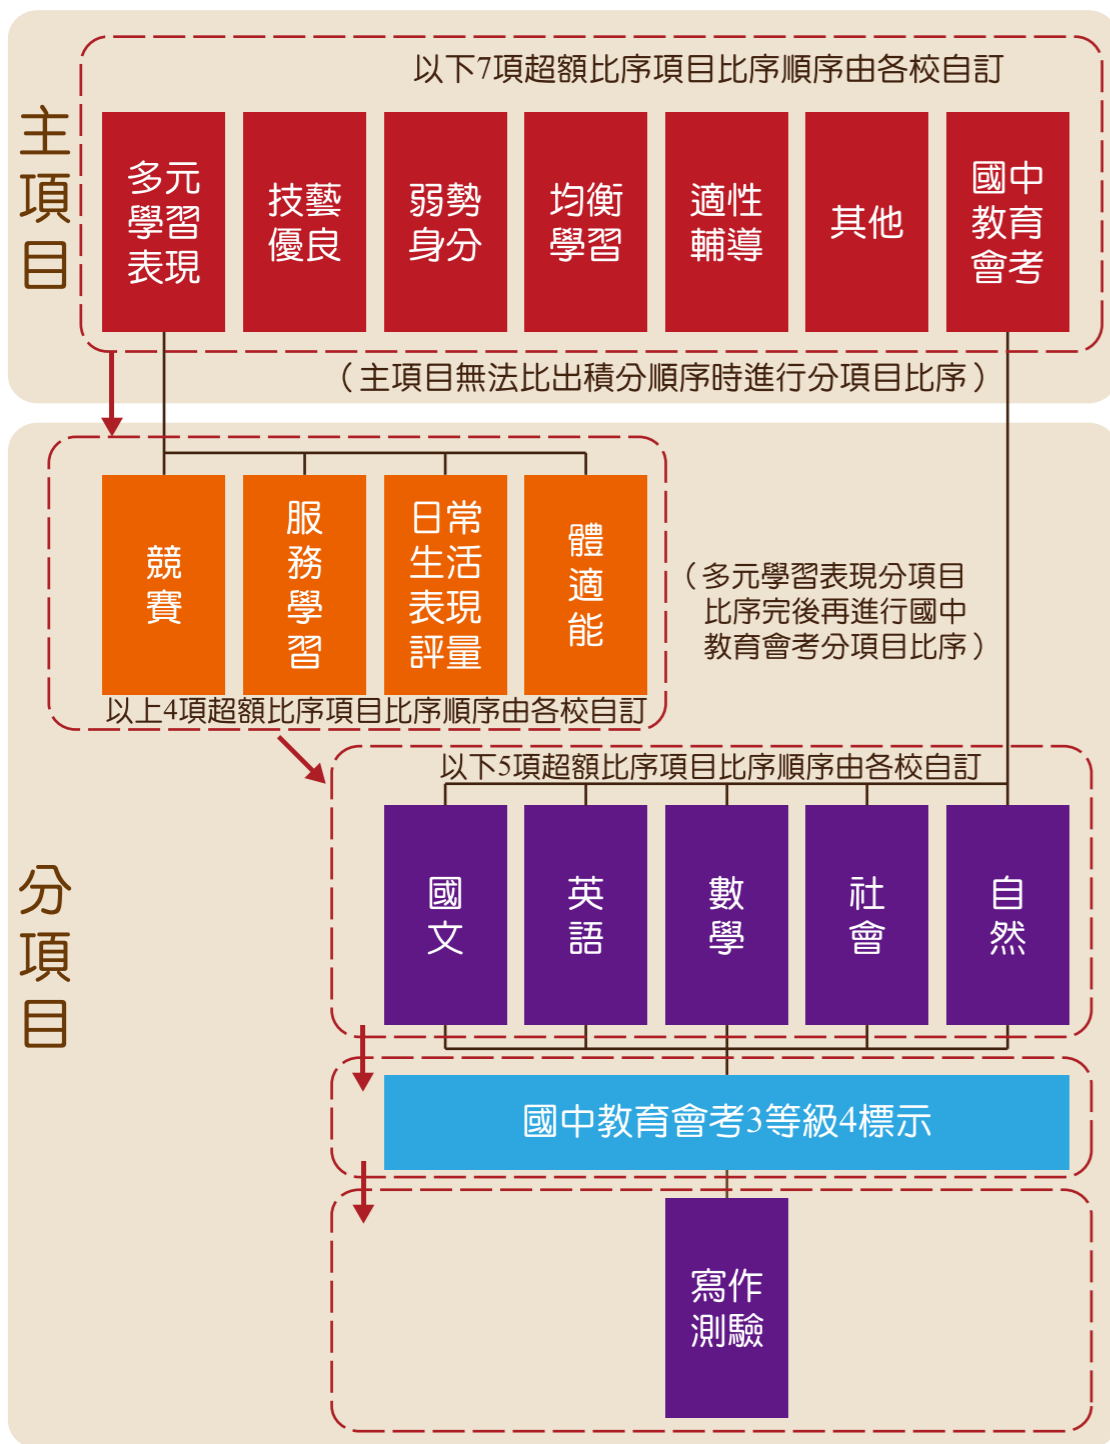 主
項
目
以下7項超額比序項目比序順序由各校自訂
多元
學習
表現
技藝
優良
弱勢
身分
均衡
學習
適性
輔導
其他
國中
教育
會考
（主項目無法比出積分順序時進行分項目比序）
分
項
目
競
賽
服
務
學
習
日常
生活
表現
評量
體
適
能
以上4項超額比序項目比序順序由各校自訂
（多元學習表現分項目
比序完後再進行國中
教育會考分項目比序）
以下5項超額比序項目比序順序由各校自訂
國
文
英
語
數
學
社
會
自
然
國中教育會考3等級4標示
寫作
測驗